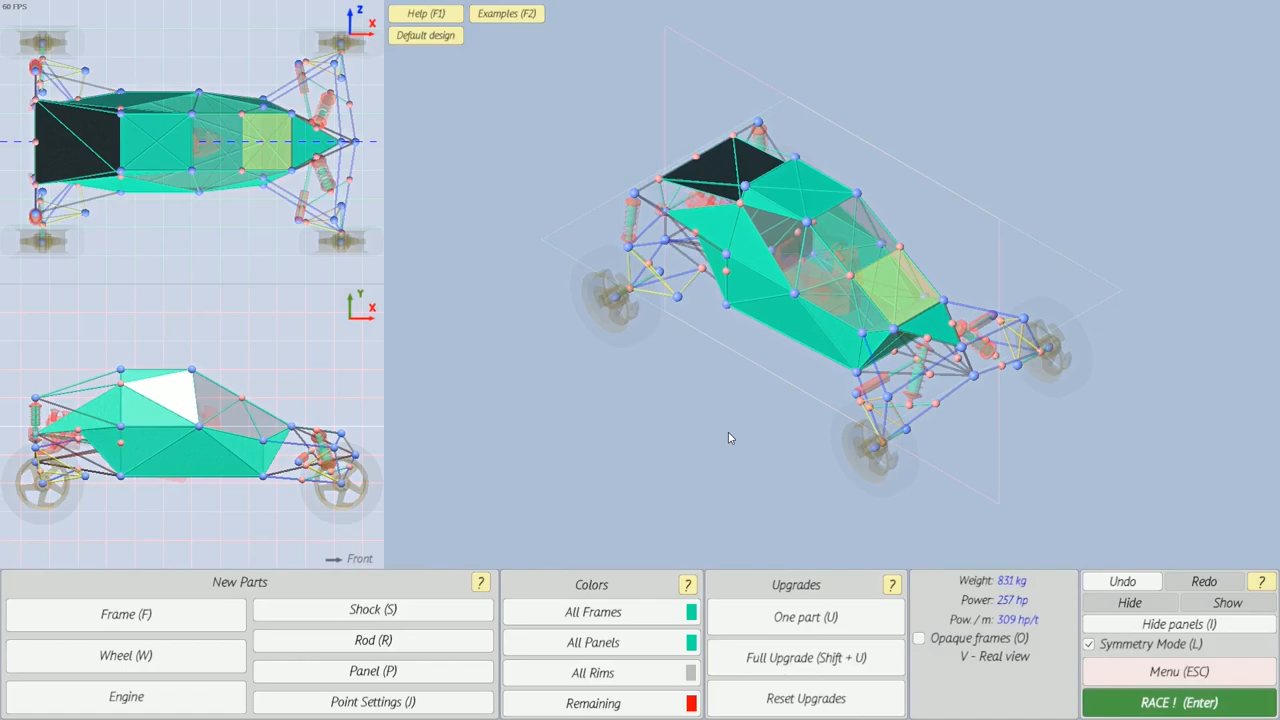 60 FPS
Z
X
Help (F1)
Examples (F2)
Default design
Y
X
Front
New Parts
?
Frame (F)
Shock (S)
Wheel (W)
Rod (R)
Engine
Panel (P)
Point Settings (J)
Colors
?
All Frames
All Panels
All Rims
Remaining
Upgrades
?
One part (U)
Full Upgrade (Shift + U)
Reset Upgrades
Weight: 831 kg
Power: 257 hp
Pow. / m: 309 hp/t
Opaque frames (O)
V - Real view
Undo
Redo
?
Hide
Show
Hide panels (I)
Symmetry Mode (L)
Menu (ESC)
RACE ! (Enter)